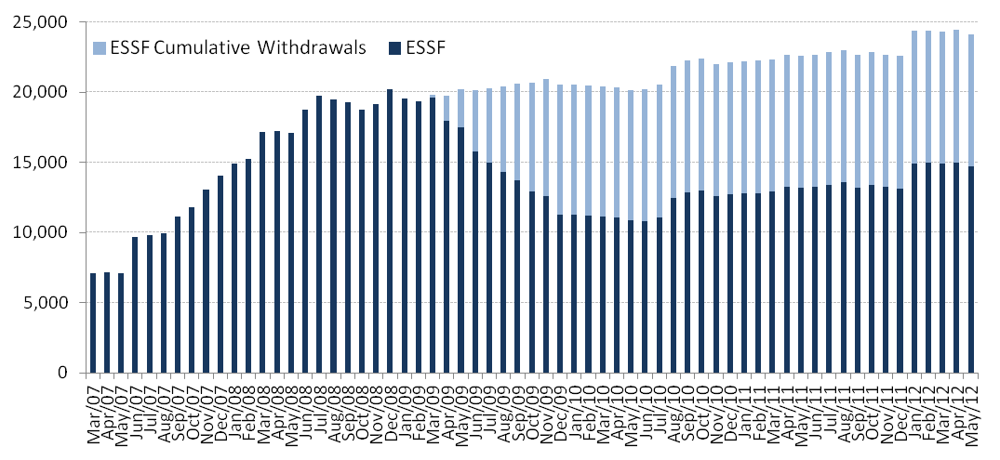 25,000
ESSF Cumulative Withdrawals ESSF
20,000
15,000
10,000
5,000
0
Mar/07
Apr/07
May/07
Jun/07
Jul/07
Aug/07
Sep/07
Oct/07
Nov/07
Dec/07
Jan/08
Feb/08
Mar/08
Apr/08
May/08
Jun/08
Jul/08
Aug/08
Sep/08
Oct/08
Nov/08
Dec/08
Jan/09
Feb/09
Mar/09
Apr/09
May/09
Jun/09
Jul/09
Aug/09
Sep/09
Oct/09
Nov/09
Dec/09
Jan/10
Feb/10
Mar/10
Apr/10
May/10
Jun/10
Jul/10
Aug/10
Sep/10
Oct/10
Nov/10
Dec/10
Jan/11
Feb/11
Mar/11
Apr/11
May/11
Jun/11
Jul/11
Aug/11
Sep/11
Oct/11
Nov/11
Dec/11
Jan/12
Feb/12
Mar/12
Apr/12
May/12